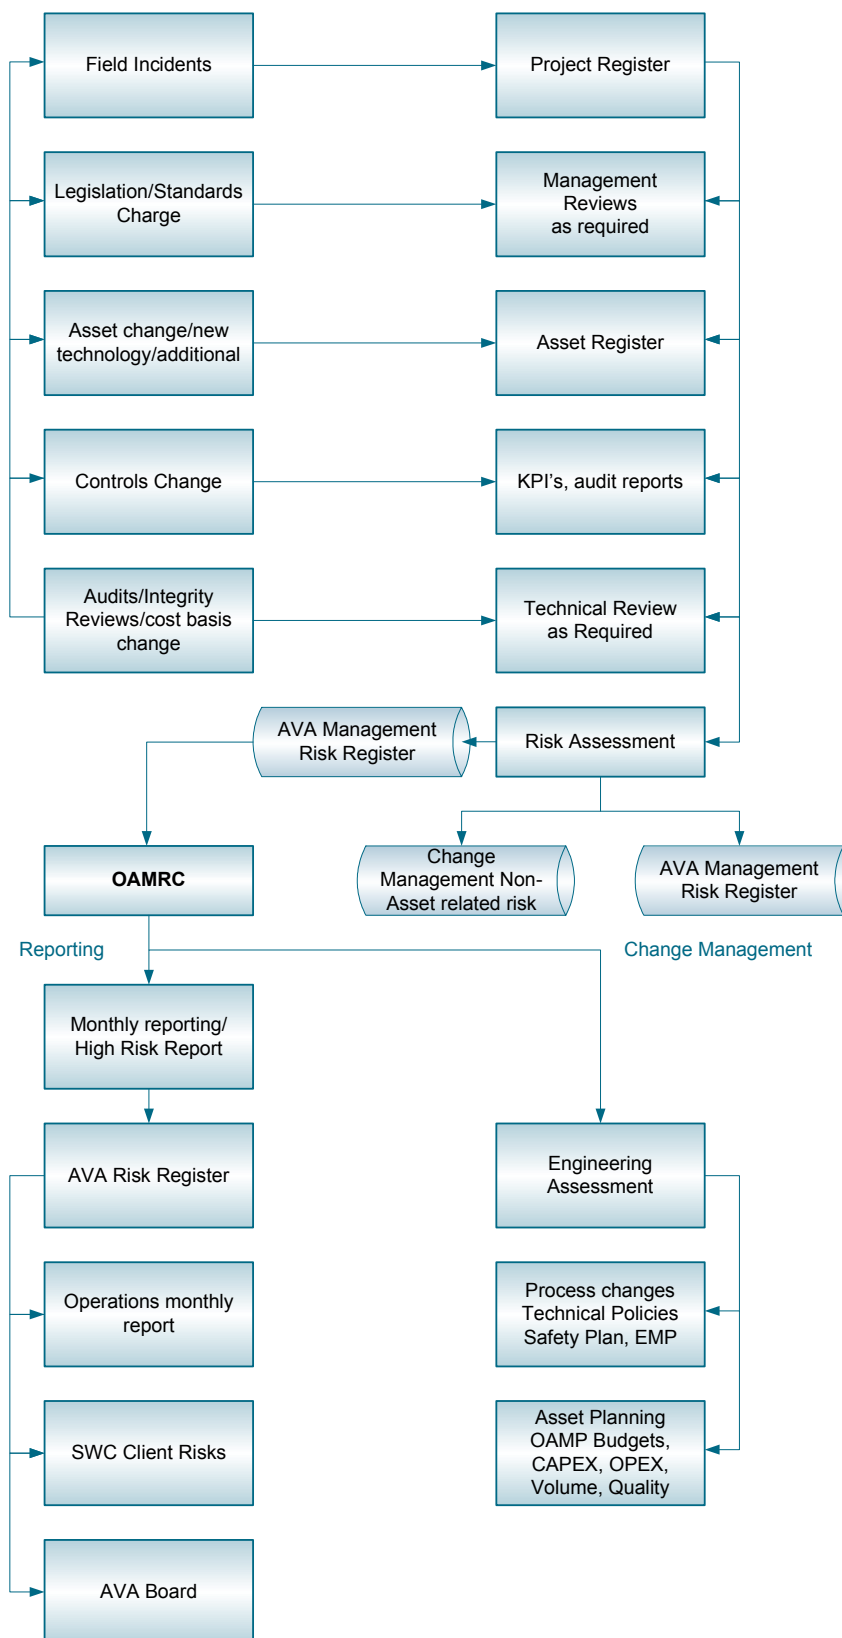 Field Incidents
Project Register
Legislation/Standards
Charge
Management
Reviews
as required
Asset change/new
technology/additional
Asset Register
Controls Change
KPI's, audit reports
Audits/Integrity
Reviews/cost basis
change
Technical Review
as Required
AVA Management
Risk Register
Risk Assessment
OAMRC
Change
Management Non-
Asset related risk
AVA Management
Risk Register
Reporting
Change Management
Monthly reporting/
High Risk Report
AVA Risk Register
Engineering
Assessment
Operations monthly
report
Process changes
Technical Policies
Safety Plan, EMP
SWC Client Risks
Asset Planning
OAMP Budgets,
CAPEX, OPEX,
Volume, Quality
AVA Board